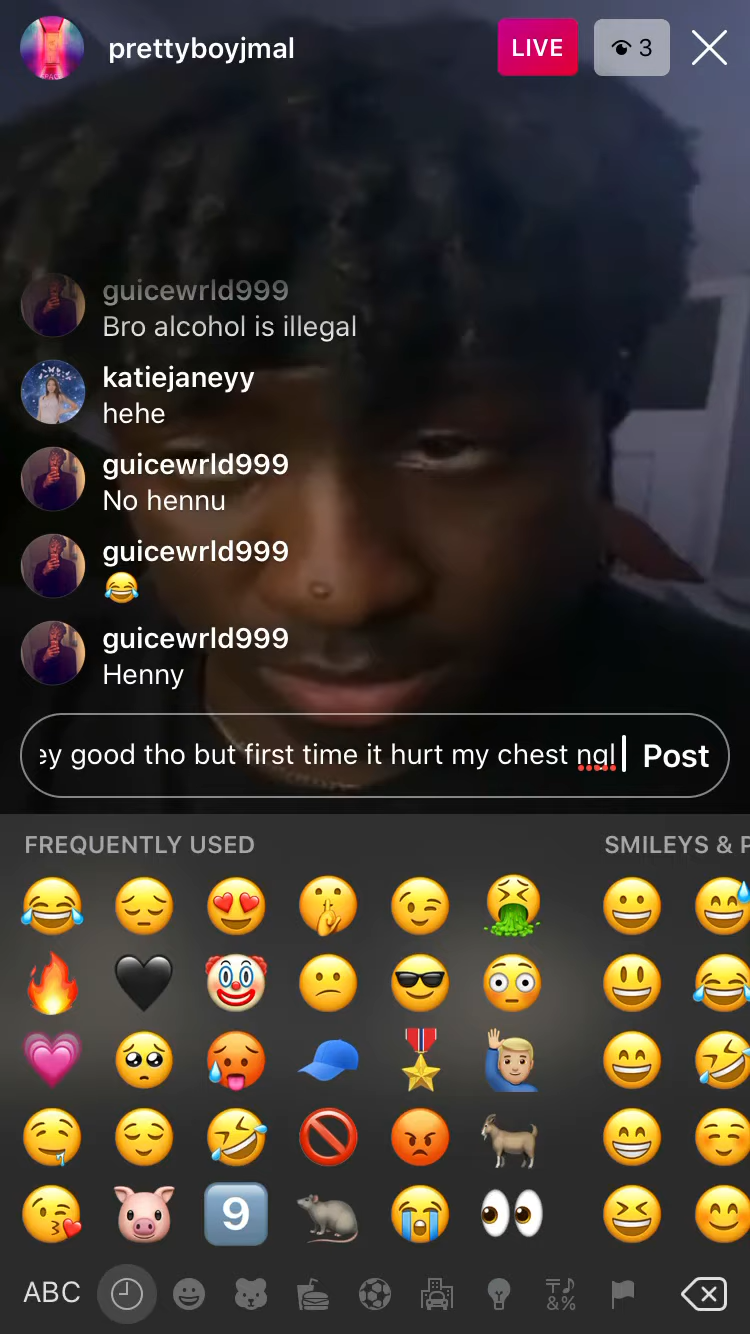 prettyboyjmal
LIVE
3
guicewrld999
Bro alcohol is illegal
katiejaneyy
hehe
guicewrld999
No hennu
guicewrld999
😂
guicewrld999
Henny
ey good tho but first time it hurt my chest ngl
Post
FREQUENTLY USED
SMILEYS & P
9
ABC